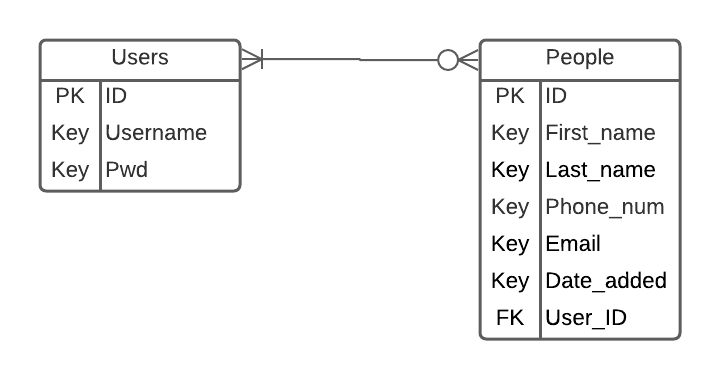 Users
PK ID
Key Username
Key Pwd
People
PK ID
Key First_name
Key Last_name
Key Phone_num
Key Email
Key Date_added
FK User_ID